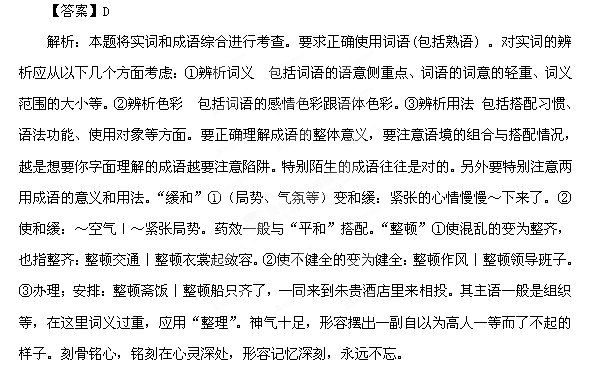 【答案】D
解析：本题将实词和成语综合进行考查。要求正确使用词语(包括熟语）。对实词的辨
析应从以下几个方面考虑：①辨析词义 包括词语的语意侧重点、词语的词意的轻重、词义
范围的大小等。②辨析色彩 包括词语的感情色彩跟语体色彩。③辨析用法 包括搭配习惯、
语法功能、使用对象等方面。要正确理解成语的整体意义，要注意语境的组合与搭配情况，
越是想要你字面理解的成语越要注意陷阱。特别陌生的成语往往是对的。另外要特别注意两
用成语的意义和用法。“缓和”①（局势、气氛等）变和缓：紧张的心情慢慢～下来了。②
使和缓：～空气｜～紧张局势。药效一般与“平和”搭配。“整顿”①使混乱的变为整齐，
也指整齐：整顿交通｜整顿衣裳起敛容。②使不健全的变为健全：整顿作风｜整顿领导班子。
③办理；安排：整顿斋饭｜整顿船只齐了，一同来到朱贵酒店里来相投。其主语一般是组织
等，在这里词义过重，应用“整理”。神气十足，形容摆出一副自以为高人一等而了不起的
样子。刻骨铭心，铭刻在心灵深处，形容记忆深刻，永远不忘。